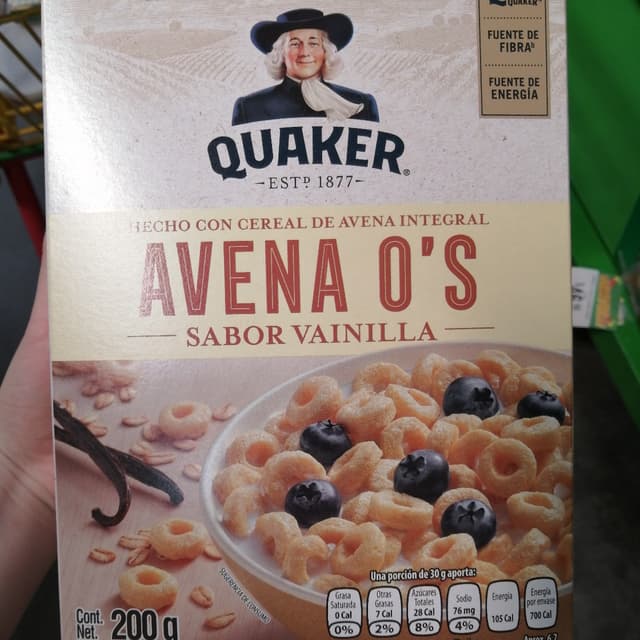 QUAKER
FUENTE DE
FIBRA
FUENTE DE
ENERGÍA
QUAKER®
ESTD 1877
HECHO CON CEREAL DE AVENA INTEGRAL
AVENA O'S
SABOR VAINILLA
SUGERENCIA DE CONSUMO
Una porción de 30 g aporta:
Grasa
Saturada
0 Cal
0%
Otras
Grasas
7 Cal
2%
Azúcares
Totales
28 Cal
8%
Sodio
76 mg
4%
Energía
105 Cal
Energía
por envase
700 Cal
Cont.
Net. 200 g